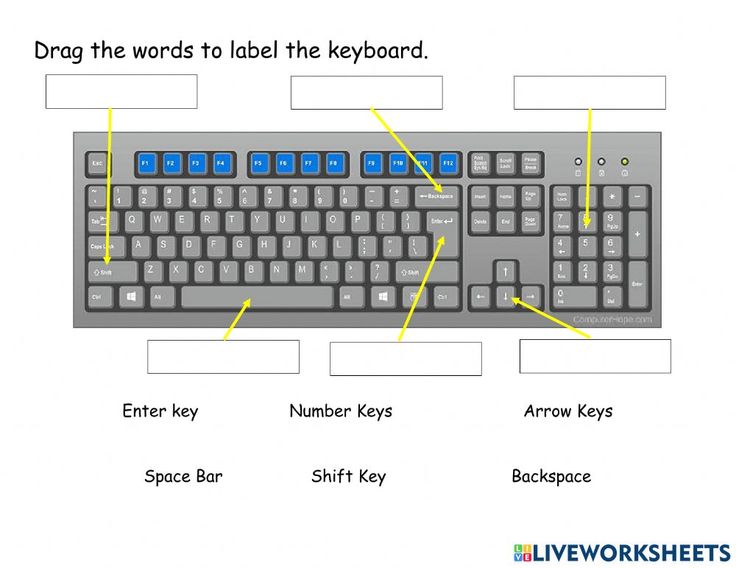 Drag the words to label the keyboard.
Esc F1 F2 F3 F4 F5 F6 F7 F8 F9 F10 F11 F12 Print Screen SysRq Scroll Lock Pause Break
~ ` ! 1 @ 2 # 3 $ 4 % 5 ^ 6 & 7 * 8 ( 9 ) 0 _ - + = ←Backspace Insert Home Page Up Num Lock / * -
Tab Q W E R T Y U I O P { [ } ] Enter ↵ Delete End Page Down 7 Home 8 9 PgUp +
Caps Lock A S D F G H J K L : ; " ' | \ 4 ← 5 6 →
⇧Shift Z X C V B N M < , > . ? / ⇧Shift ↑ 1 End 2 ↓ 3 PgDn Enter
Ctrl Alt Alt Ctrl ← ↓ → 0 Ins . Del
ComputerHope.com
Enter key Number Keys Arrow Keys
Space Bar Shift Key Backspace
LIVE LIVEWORKSHEETS